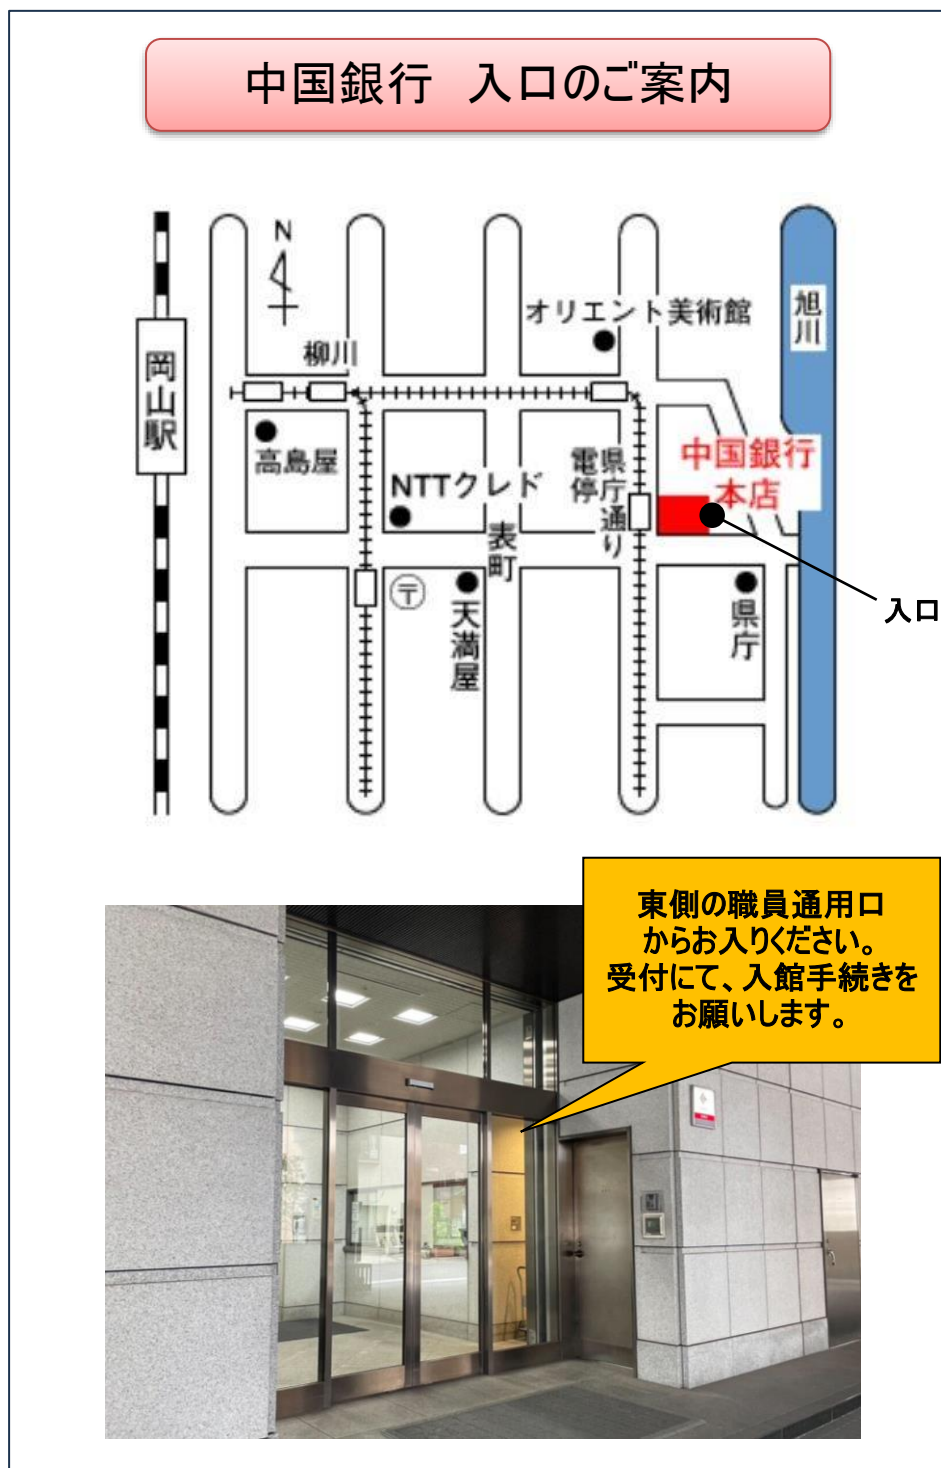 中国銀行　入口のご案内
N
オリエント美術館
旭川
柳川
岡山駅
高島屋
NTTクレド
県庁通り
電停
中国銀行
本店
表町
〒
天満屋
県庁
入口
東側の職員通用口
からお入りください。
受付にて、入館手続きを
お願いします。